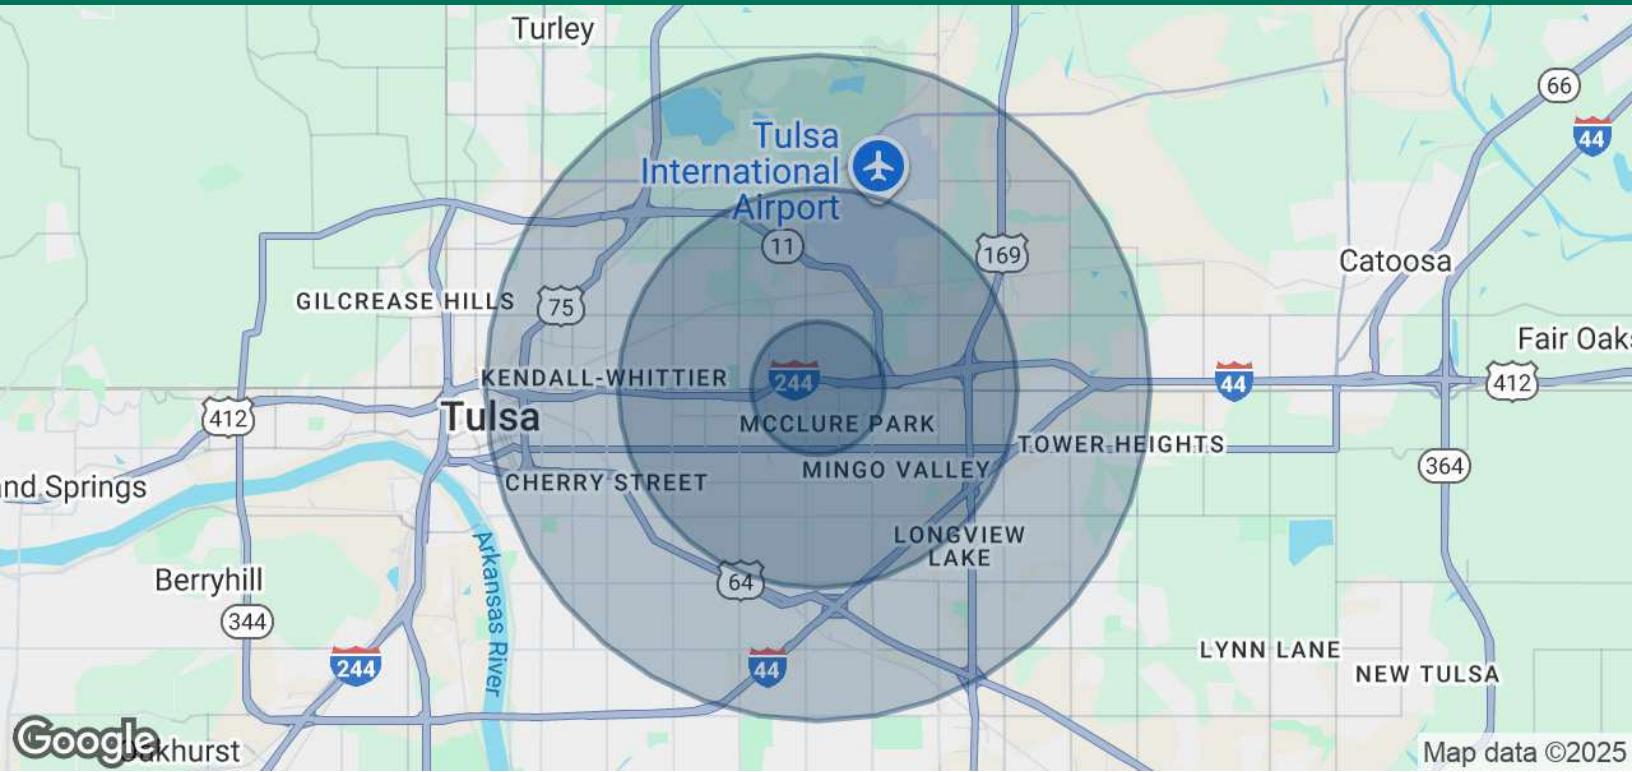 Turley
66
44
Tulsa
International
Airport
11
169
Catoosa
GILCREASE HILLS
75
Fair Oaks
KENDALL-WHITTIER
244
44
412
412
Tulsa
MCCLURE PARK
TOWER HEIGHTS
MINGO VALLEY
364
and Springs
CHERRY STREET
LONGVIEW
LAKE
Arkansas River
Berryhill
64
344
LYNN LANE
244
44
NEW TULSA
Google
Oakhurst
Map data ©2025